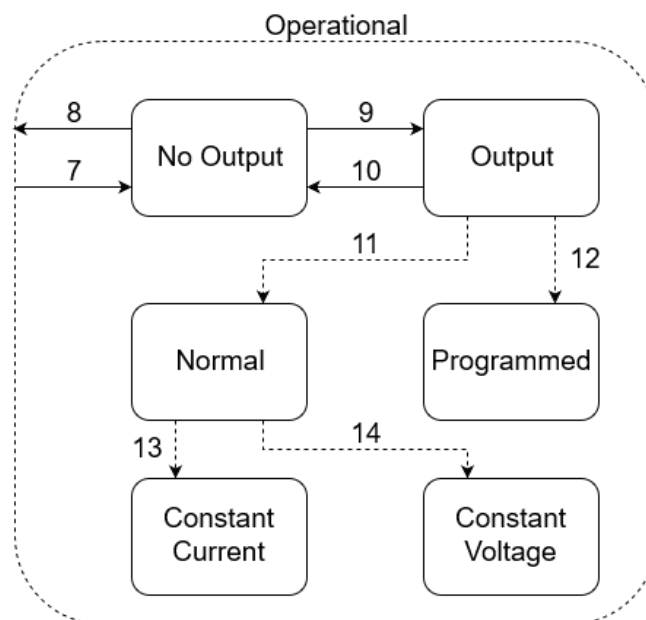 Operational
8
No Output
9
Output
7
10
11
12
Normal
Programmed
13
14
Constant
Current
Constant
Voltage